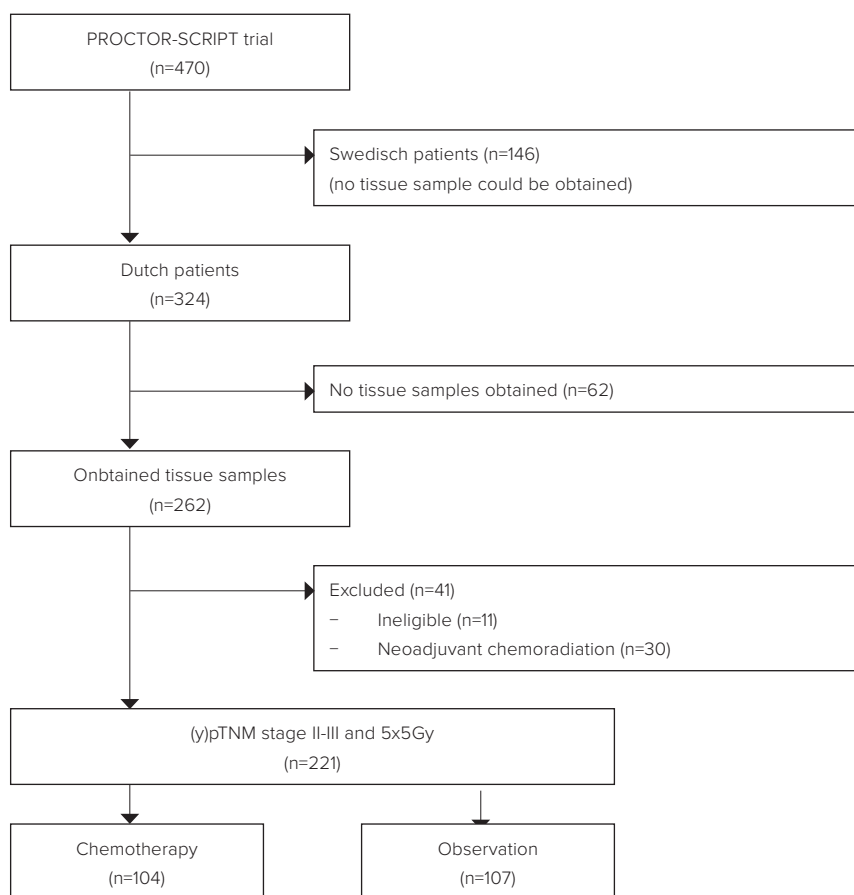 PROCTOR-SCRIPT trial
(n=470)
Swedisch patients (n=146)
(no tissue sample could be obtained)
Dutch patients
(n=324)
No tissue samples obtained (n=62)
Onbtained tissue samples
(n=262)
Excluded (n=41)
– Ineligible (n=11)
– Neoadjuvant chemoradiation (n=30)
(y)pTNM stage II-III and 5x5Gy
(n=221)
Chemotherapy
(n=104)
Observation
(n=107)